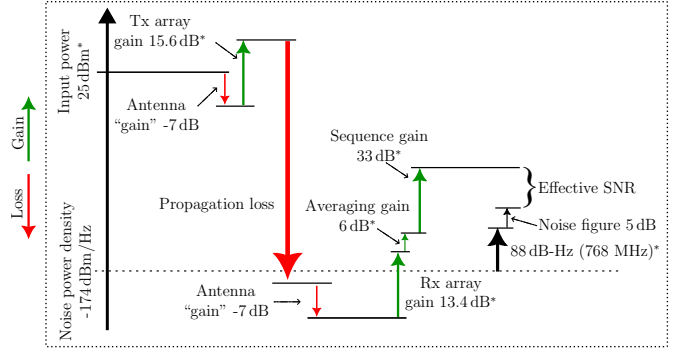 Gain
Loss
Input power
25 dBm*
Noise power density
-174 dBm/Hz
Tx array
gain 15.6 dB*
Antenna
“gain” -7 dB
Propagation loss
Antenna
“gain” -7 dB
Rx array
gain 13.4 dB*
Averaging gain
6 dB*
Sequence gain
33 dB*
Effective SNR
Noise figure 5 dB
88 dB-Hz (768 MHz)*